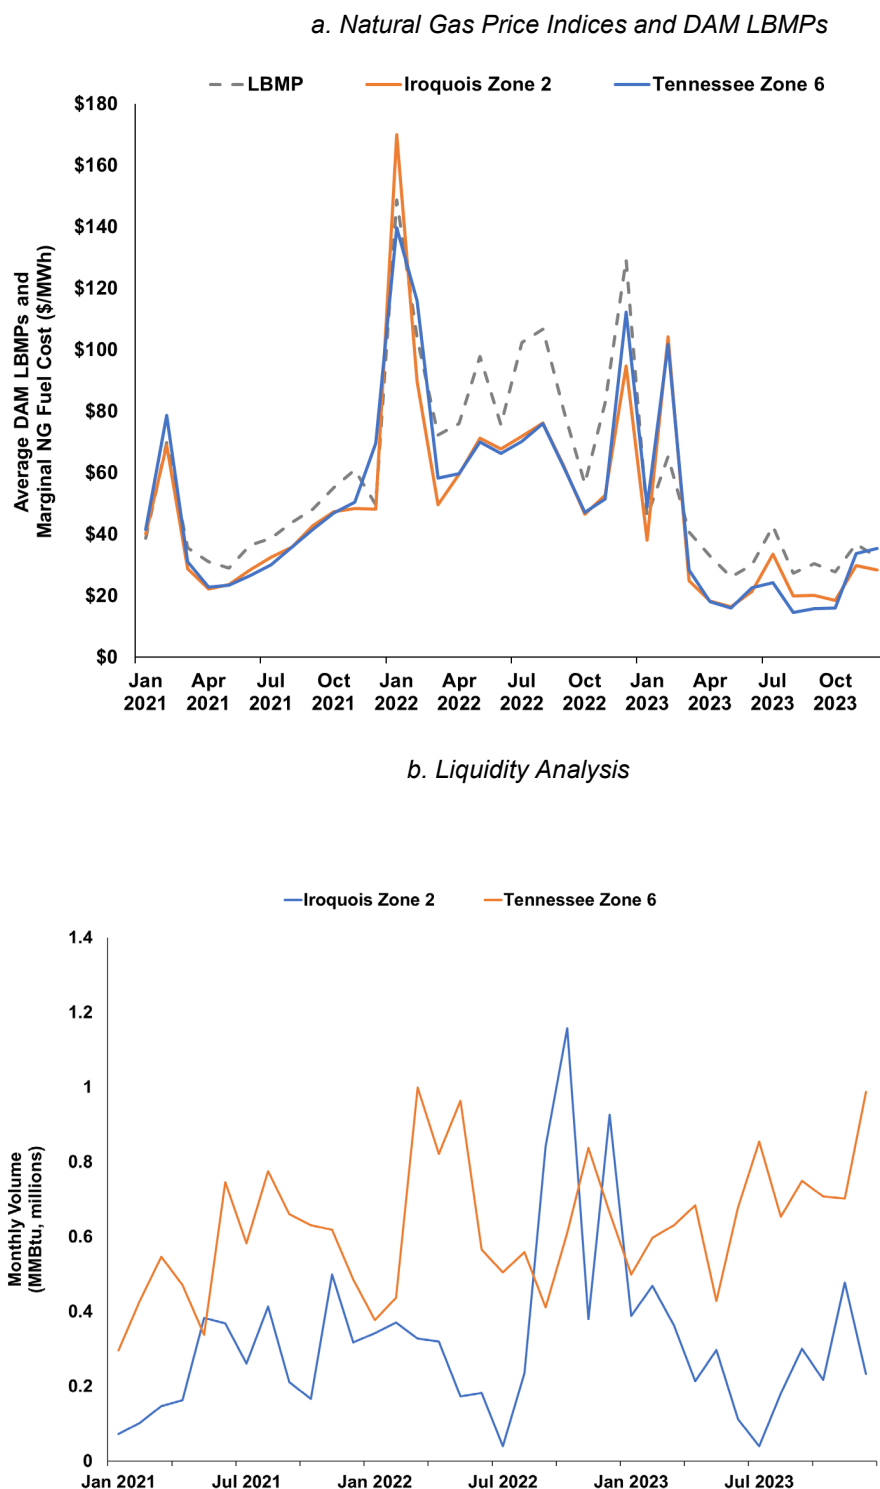 a. Natural Gas Price Indices and DAM LBMPs
LBMP Iroquois Zone 2 Tennessee Zone 6
Average DAM LBMPs and
Marginal NG Fuel Cost ($/MWh)
$180
$160
$140
$120
$100
$80
$60
$40
$20
$0
Jan Apr Jul Oct Jan Apr Jul Oct Jan Apr Jul Oct
2021 2021 2021 2021 2022 2022 2022 2022 2023 2023 2023 2023
b. Liquidity Analysis
Iroquois Zone 2 Tennessee Zone 6
Monthly Volume
(MMBtu, millions)
1.4
1.2
1
0.8
0.6
0.4
0.2
0
Jan 2021 Jul 2021 Jan 2022 Jul 2022 Jan 2023 Jul 2023